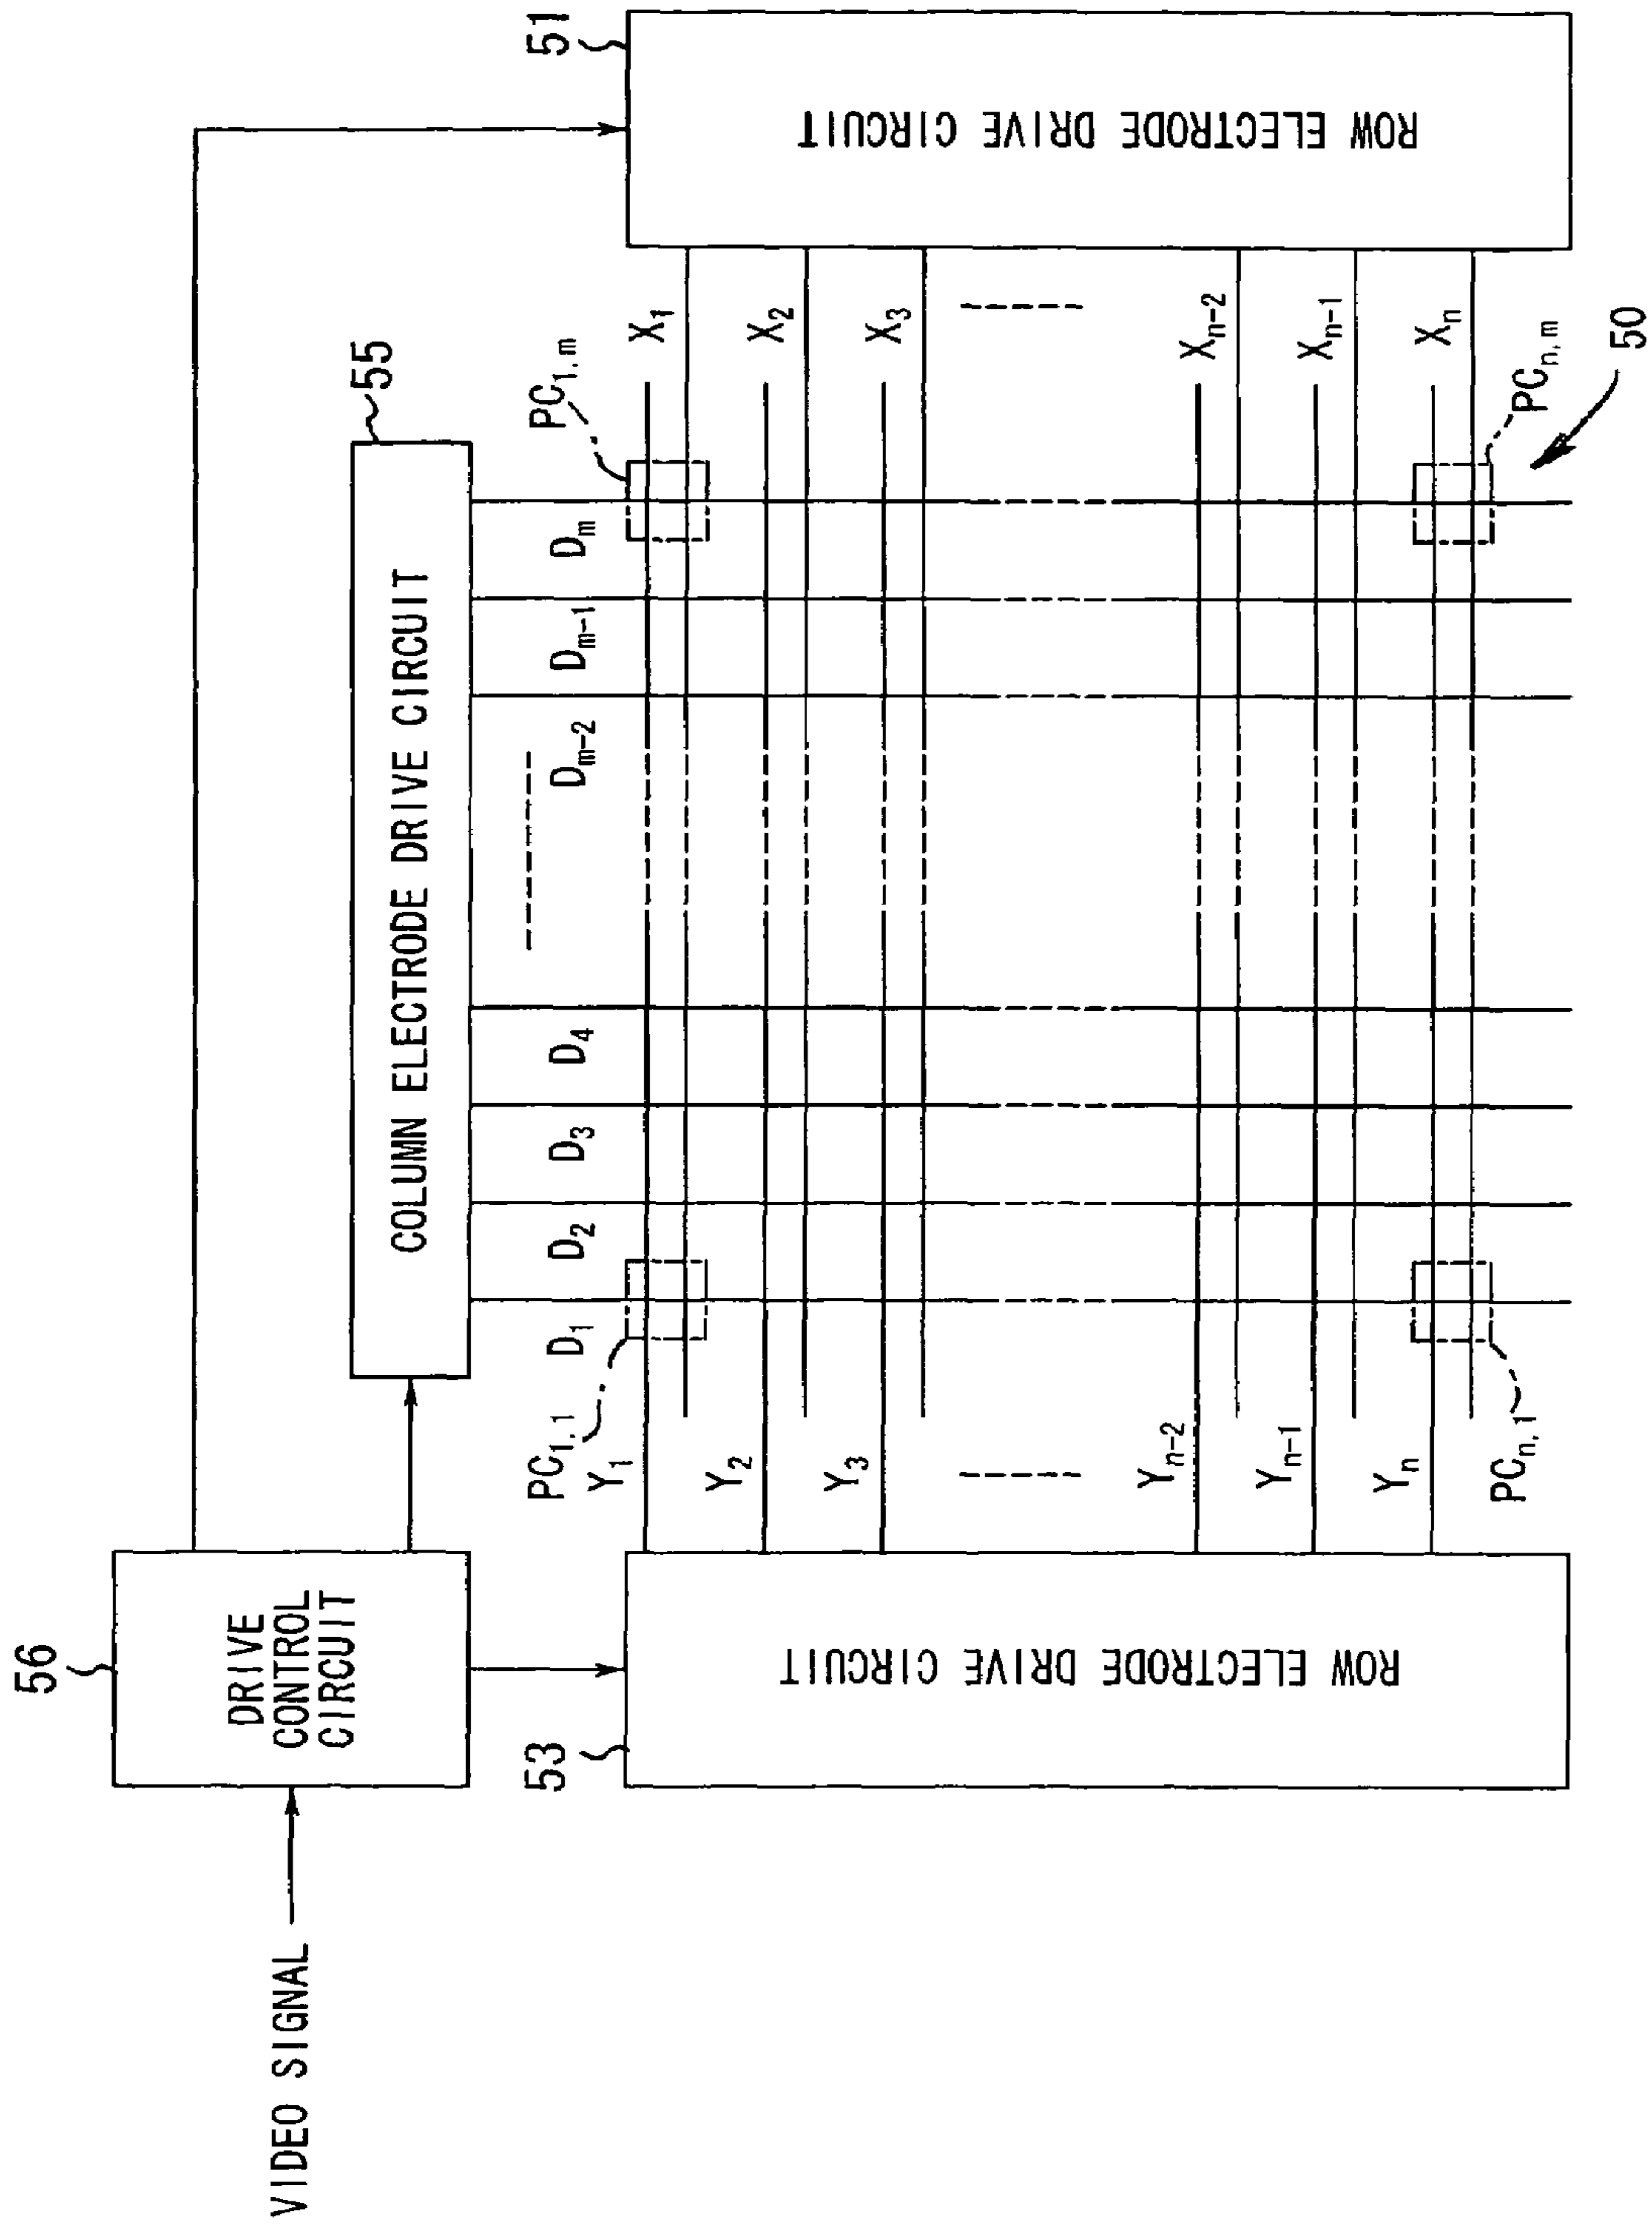 VIDEO SIGNAL
56
DRIVE
CONTROL
CIRCUIT
55
COLUMN ELECTRODE DRIVE CIRCUIT
53
ROW ELECTRODE DRIVE CIRCUIT
51
ROW ELECTRODE DRIVE CIRCUIT
PC1,1
D1
D2
D3
D4
Dm-2
Dm-1
Dm
PC1,m
Y1
X1
Y2
X2
Y3
X3
Yn-2
Xn-2
Yn-1
Xn-1
Yn
Xn
PCn,1
PCn,m
50